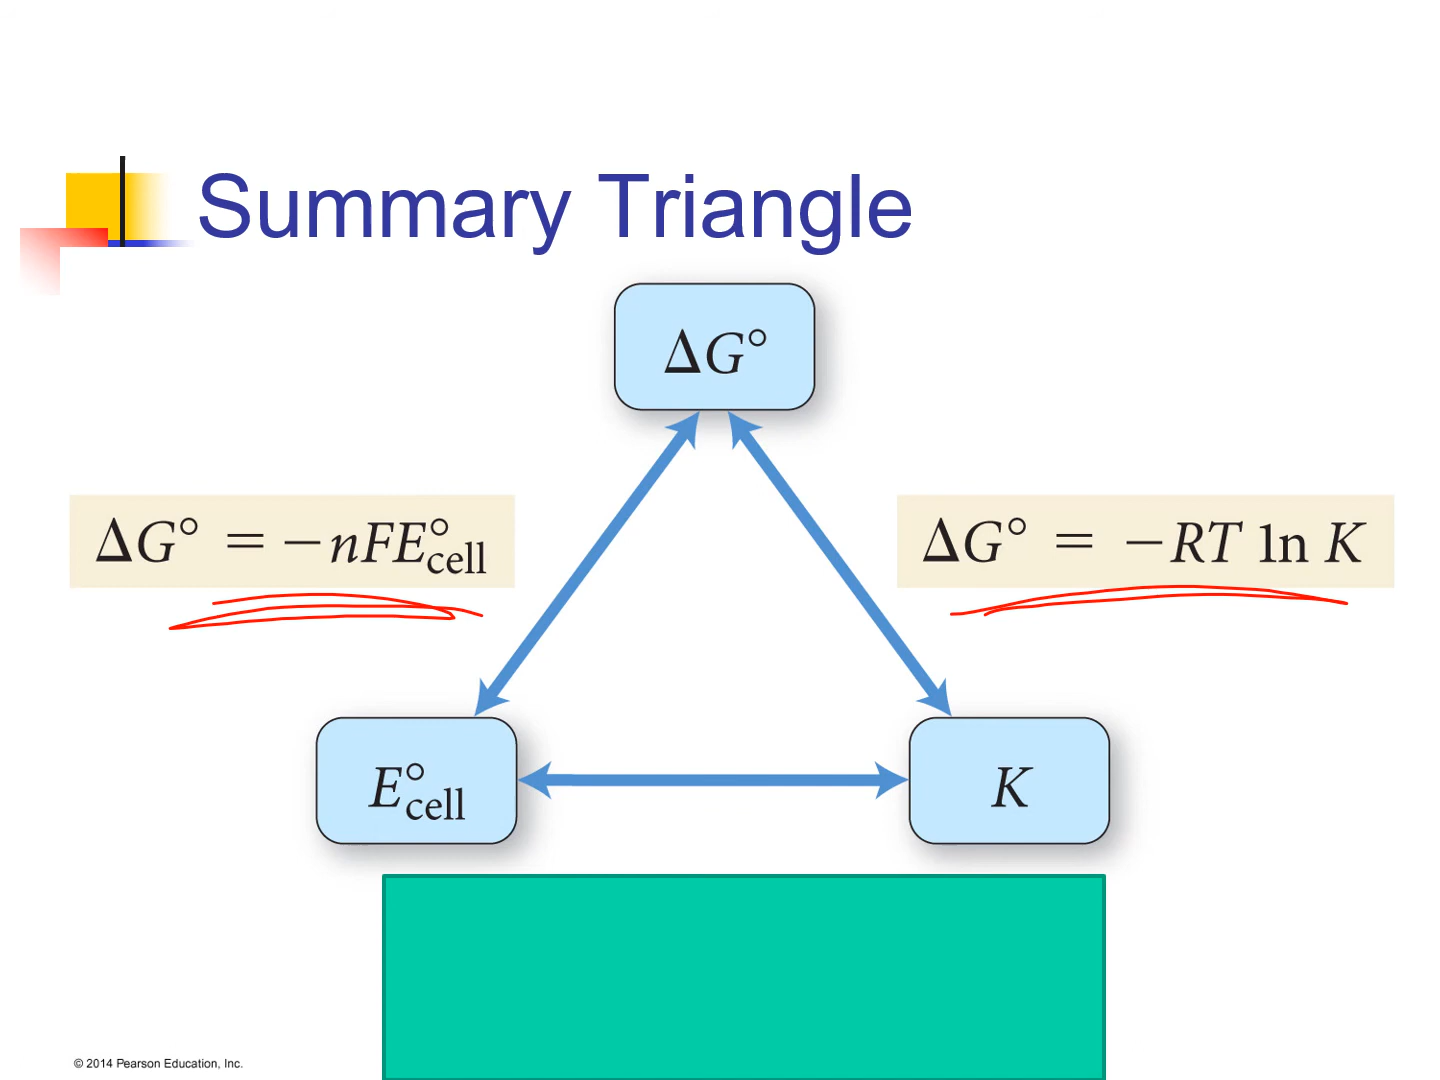 Summary Triangle
ΔG°
ΔG° = −nFE°cell
ΔG° = −RT ln K
E°cell
K
© 2014 Pearson Education, Inc.